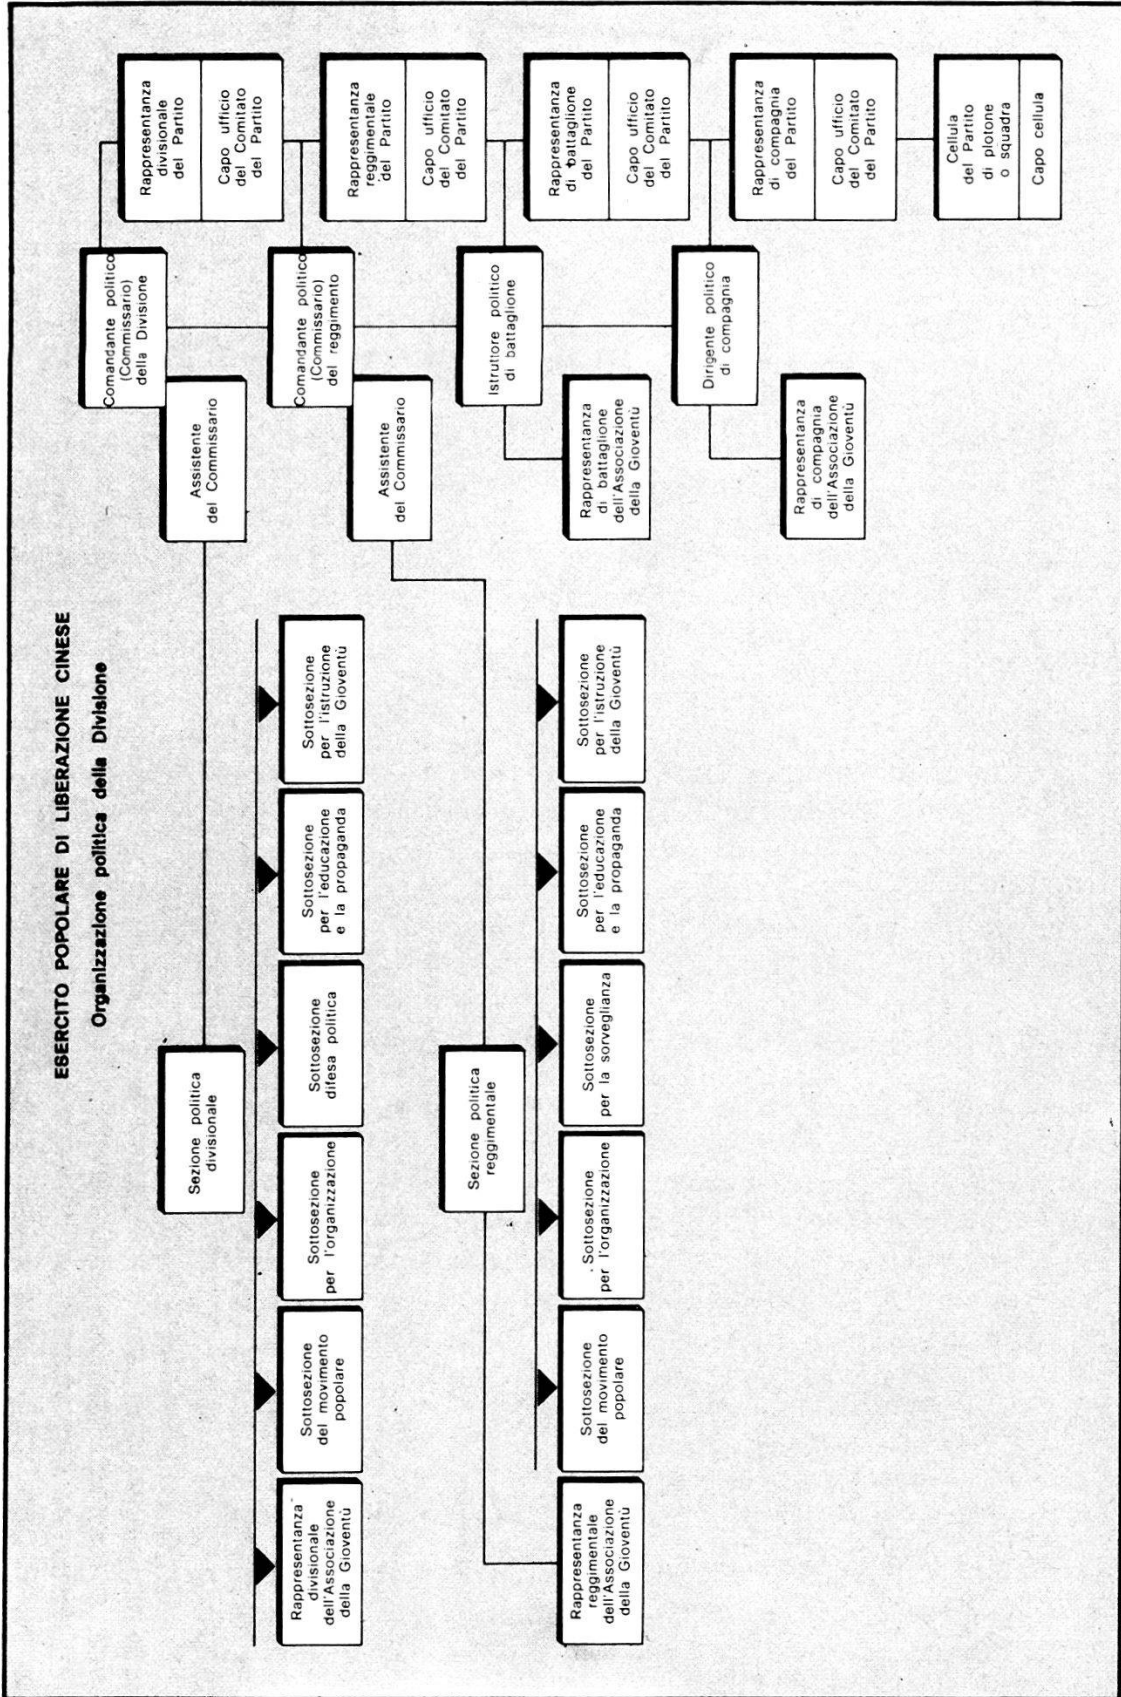 ESERCITO POPOLARE DI LIBERAZIONE CINESE
Organizzazione politica della Divisione
Rappresentanza
divisionale
dell'Associazione
della Gioventù
Sottosezione
del movimento
popolare
Sottosezione
per l'organizzazione
Sezione politica
divisionale
Sottosezione
difesa politica
Sottosezione
per l'educazione
e la propaganda
Sottosezione
per l'istruzione
della Gioventù
Assistente
del Commissario
Comandante politico
(Commissario)
della Divisione
Rappresentanza
divisionale
del Partito
Capo ufficio
del Comitato
del Partito
Rappresentanza
reggimentale
dell'Associazione
della Gioventù
Sottosezione
del movimento
popolare
Sottosezione
per l'organizzazione
Sezione politica
reggimentale
Sottosezione
per la sorveglianza
Sottosezione
per l'educazione
e la propaganda
Sottosezione
per l'istruzione
della Gioventù
Assistente
del Commissario
Comandante politico
(Commissario)
del reggimento
Rappresentanza
reggimentale
del Partito
Capo ufficio
del Comitato
del Partito
Istruttore politico
di battaglione
Rappresentanza
di battaglione
dell'Associazione
della Gioventù
Rappresentanza
di battaglione
del Partito
Capo ufficio
del Comitato
del Partito
Dirigente politico
di compagnia
Rappresentanza
di compagnia
dell'Associazione
della Gioventù
Rappresentanza
di compagnia
del Partito
Capo ufficio
del Comitato
del Partito
Cellula
del Partito
di plotone
o squadra
Capo cellula